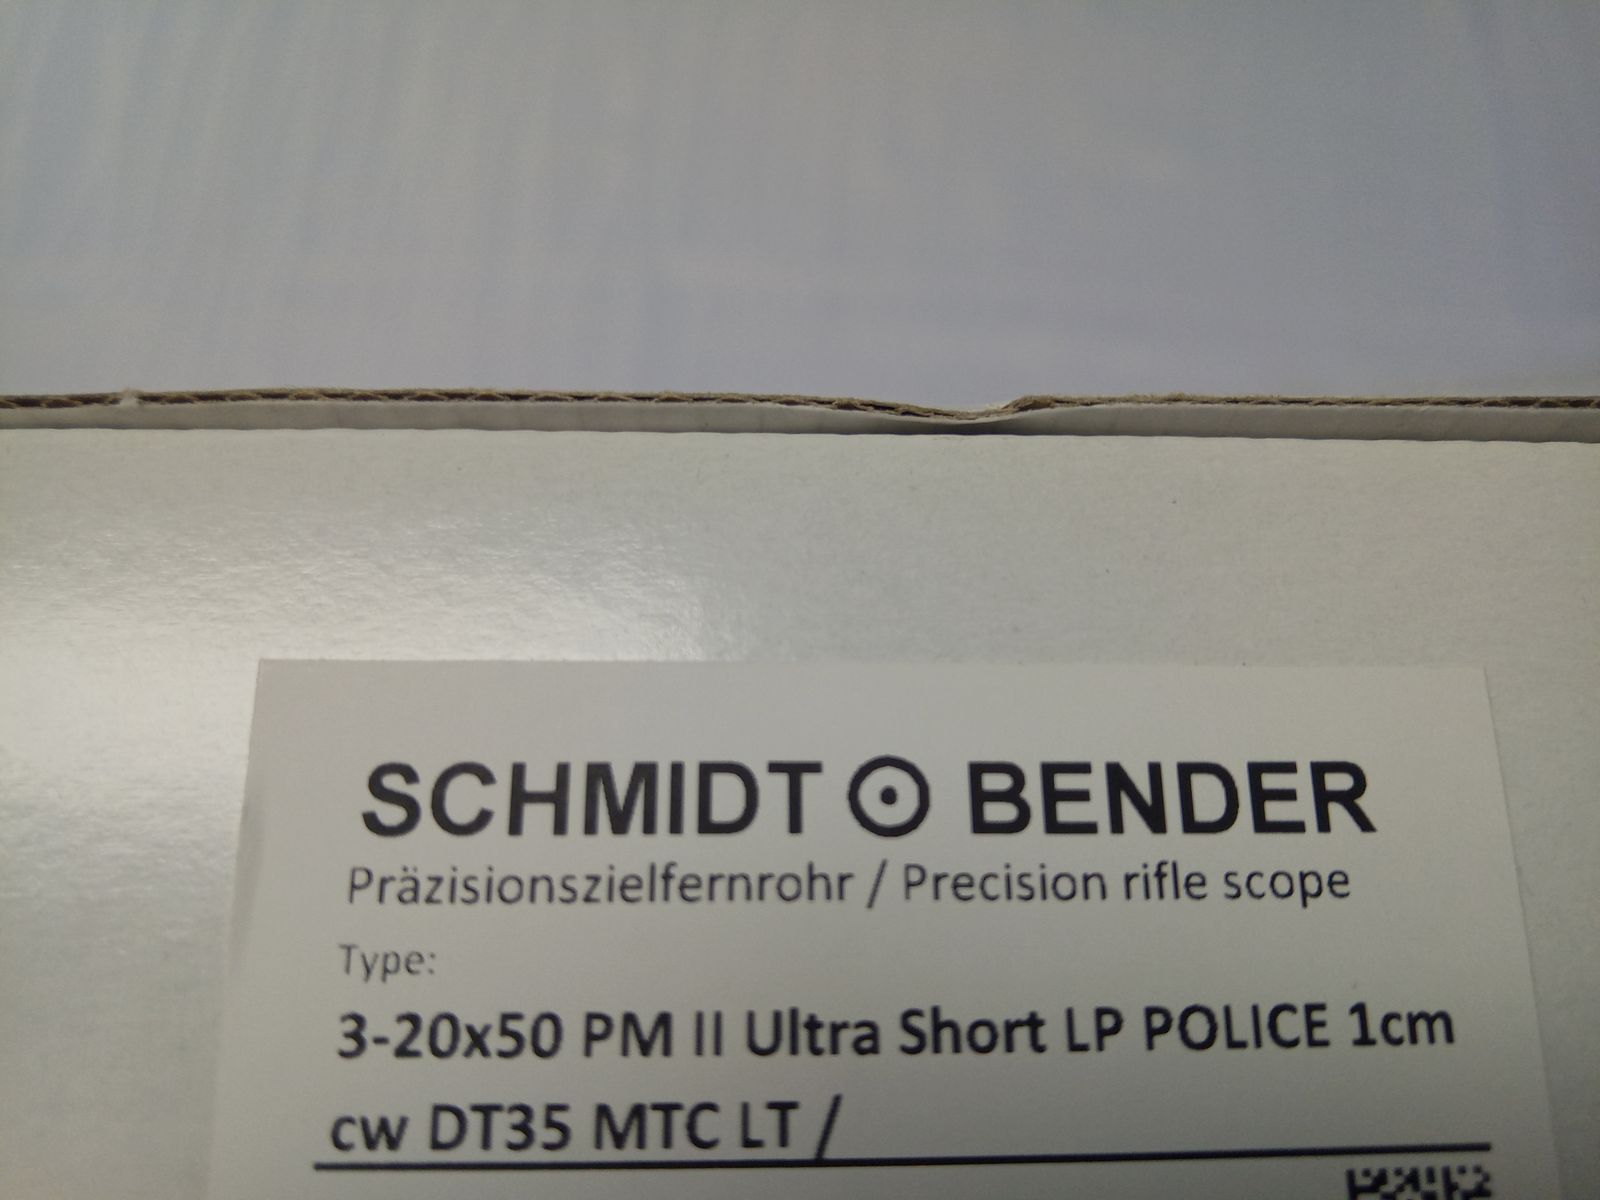 SCHMIDT BENDER
Präzisionszielfernrohr / Precision rifle scope
Type:
3-20x50 PM II Ultra Short LP POLICE 1cm
cw DT35 MTC LT /